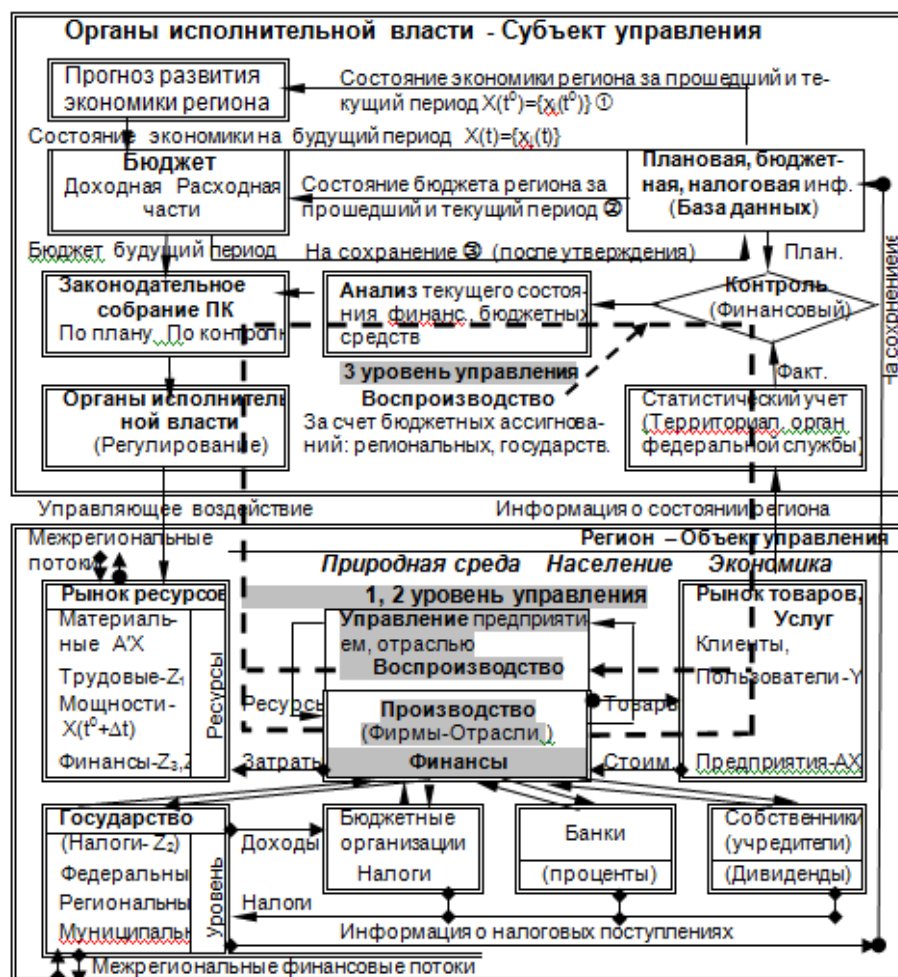 Органы исполнительной власти - Субъект управления
Прогноз развития
экономики региона
Состояние экономики региона за прошедший и те-
кущий период X(t⁰)={xᵢ(t⁰)} ①
Состояние экономики на будущий период X(t)={xᵢ(t)}
Бюджет
Доходная Расходная
части
Состояние бюджета региона за
прошедший и текущий период ②
Плановая, бюджет-
ная, налоговая инф.
(База данных)
Бюджет будущий период
На сохранение ③ (после утверждения)
План.
Законодательное
собрание ПК
По плану По контролю
Анализ текущего состоя-
ния финанс., бюджетных
средств
Контроль
(Финансовый)
На сохранение
3 уровень управления
Воспроизводство
За счет бюджетных ассигнова-
ний: региональных, государств.
Факт.
Органы исполнитель
ной власти
(Регулирование)
Статистический учет
(Территориал. орган
федеральной службы)
Управляющее воздействие
Информация о состоянии региона
Межрегиональные
потоки
Регион – Объект управления
Природная среда Население Экономика
1, 2 уровень управления
Рынок ресурсов
Материаль-
ные A'X
Трудовые-Z₁
Мощности-
X(t⁰+Δt)
Финансы-Z₃,
Ресурсы
Управление предприяти-
ем, отраслью
Воспроизводство
Ресурсы
Производство
(Фирмы-Отрасли )
Финансы
Товаро
Затраты
Стоим.
Рынок товаров,
Услуг
Клиенты,
Пользователи-Y
Предприятия-AX
Государство
(Налоги- Z₂)
Федеральны
Региональны
Муниципальн
Уровень
Доходы
Налоги
Бюджетные
организации
Налоги
Банки
(проценты)
Собственники
(учредители)
(Дивиденды)
Информация о налоговых поступлениях
Межрегиональные финансовые потоки